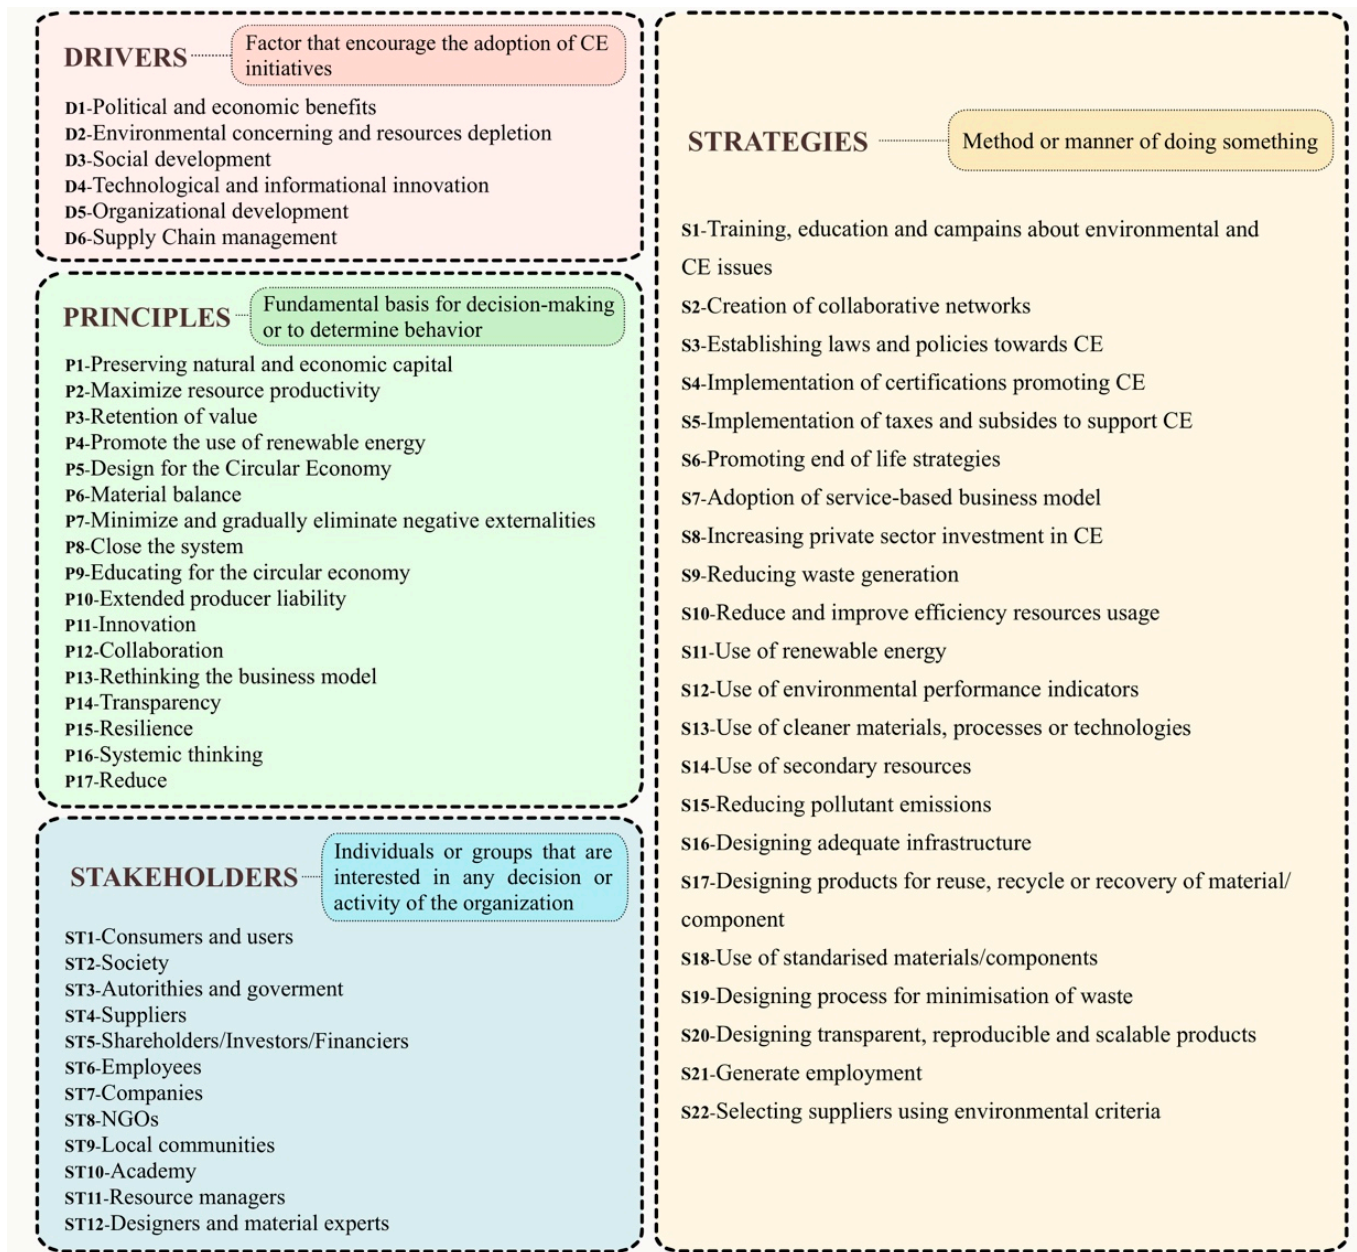 DRIVERS
Factor that encourage the adoption of CE
initiatives
D1-Political and economic benefits
D2-Environmental concerning and resources depletion
D3-Social development
D4-Technological and informational innovation
D5-Organizational development
D6-Supply Chain management
PRINCIPLES
Fundamental basis for decision-making
or to determine behavior
P1-Preserving natural and economic capital
P2-Maximize resource productivity
P3-Retention of value
P4-Promote the use of renewable energy
P5-Design for the Circular Economy
P6-Material balance
P7-Minimize and gradually eliminate negative externalities
P8-Close the system
P9-Educating for the circular economy
P10-Extended producer liability
P11-Innovation
P12-Collaboration
P13-Rethinking the business model
P14-Transparency
P15-Resilience
P16-Systemic thinking
P17-Reduce
STAKEHOLDERS
Individuals or groups that are
interested in any decision or
activity of the organization
ST1-Consumers and users
ST2-Society
ST3-Autorithies and goverment
ST4-Suppliers
ST5-Shareholders/Investors/Financiers
ST6-Employees
ST7-Companies
ST8-NGOs
ST9-Local communities
ST10-Academy
ST11-Resource managers
ST12-Designers and material experts
STRATEGIES
Method or manner of doing something
S1-Training, education and campains about environmental and
CE issues
S2-Creation of collaborative networks
S3-Establishing laws and policies towards CE
S4-Implementation of certifications promoting CE
S5-Implementation of taxes and subsides to support CE
S6-Promoting end of life strategies
S7-Adoption of service-based business model
S8-Increasing private sector investment in CE
S9-Reducing waste generation
S10-Reduce and improve efficiency resources usage
S11-Use of renewable energy
S12-Use of environmental performance indicators
S13-Use of cleaner materials, processes or technologies
S14-Use of secondary resources
S15-Reducing pollutant emissions
S16-Designing adequate infrastructure
S17-Designing products for reuse, recycle or recovery of material/
component
S18-Use of standarised materials/components
S19-Designing process for minimisation of waste
S20-Designing transparent, reproducible and scalable products
S21-Generate employment
S22-Selecting suppliers using environmental criteria